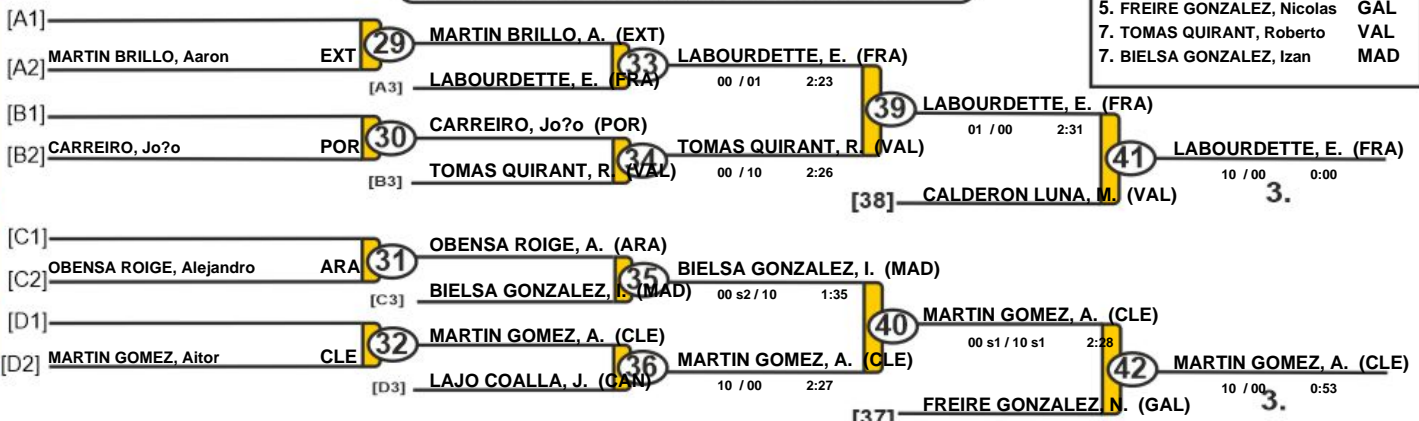 5. FREIRE GONZALEZ, Nicolas GAL
7. TOMAS QUIRANT, Roberto VAL
7. BIELSA GONZALEZ, Izan MAD
[A1]
[A2] MARTIN BRILLO, Aaron EXT 29
MARTIN BRILLO, A. (EXT)
[A3] LABOURDETTE, E. (FRA) 33
LABOURDETTE, E. (FRA)
00 / 01 2:23
[B1]
[B2] CARREIRO, Jo?o POR 30
CARREIRO, Jo?o (POR)
[B3] TOMAS QUIRANT, R. (VAL) 34
TOMAS QUIRANT, R. (VAL)
00 / 10 2:26
39 LABOURDETTE, E. (FRA)
01 / 00 2:31
[38] CALDERON LUNA, M. (VAL)
41 LABOURDETTE, E. (FRA)
10 / 00 0:00
3.
[C1]
[C2] OBENSA ROIGE, Alejandro ARA 31
OBENSA ROIGE, A. (ARA)
[C3] BIELSA GONZALEZ, I. (MAD) 35
BIELSA GONZALEZ, I. (MAD)
00 s2 / 10 1:35
[D1]
[D2] MARTIN GOMEZ, Aitor CLE 32
MARTIN GOMEZ, A. (CLE)
[D3] LAJO COALLA, J. (CAN) 36
MARTIN GOMEZ, A. (CLE)
10 / 00 2:27
40 MARTIN GOMEZ, A. (CLE)
00 s1 / 10 s1 2:28
[37] FREIRE GONZALEZ, N. (GAL)
42 MARTIN GOMEZ, A. (CLE)
10 / 00 0:53
3.